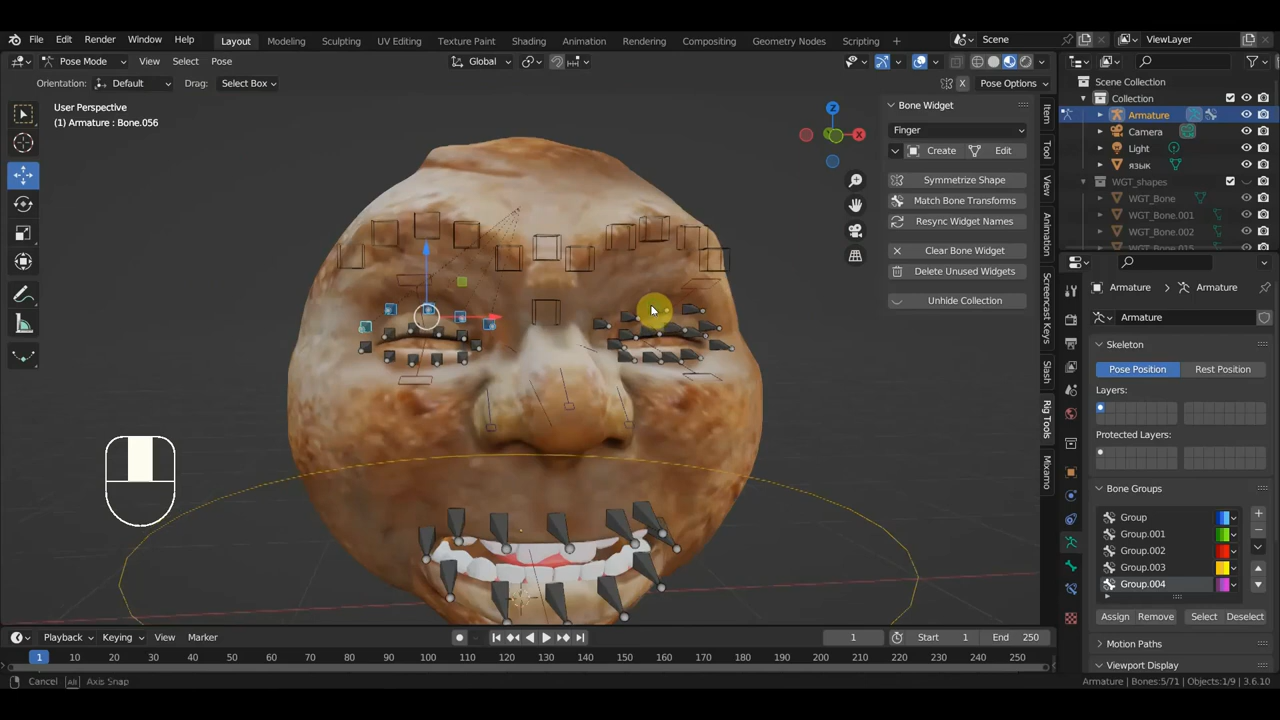 File Edit Render Window Help Layout Modeling Sculpting UV Editing Texture Paint Shading Animation Rendering Compositing Geometry Nodes Scripting + Scene ViewLayer
Pose Mode View Select Pose Global
Orientation: Default Drag: Select Box X Pose Options
User Perspective
(1) Armature : Bone.056
Z
X
Bone Widget
Finger
Create Edit
Symmetrize Shape
Match Bone Transforms
Resync Widget Names
Clear Bone Widget
Delete Unused Widgets
Unhide Collection
Item
Tool
View
Animation
Screencast Keys
Slash
Rig Tools
Mixamo
Scene Collection
Collection
Armature
Camera
Light
язык
WGT_shapes
WGT_Bone
WGT_Bone.001
WGT_Bone.002
WGT_Bone.015
Armature Armature
Armature
Skeleton
Pose Position Rest Position
Layers:
Protected Layers:
Bone Groups
Group
Group.001
Group.002
Group.003
Group.004
Assign Remove Select Deselect
Motion Paths
Viewport Display
Playback Keying View Marker 1 Start 1 End 250
1 10 20 30 40 50 60 70 80 90 100 110 120 130 140 150 160 170 180 190 200 210 220 230 240 250
Cancel Alt Axis Snap Armature | Bones:5/71 | Objects:1/9 | 3.6.10